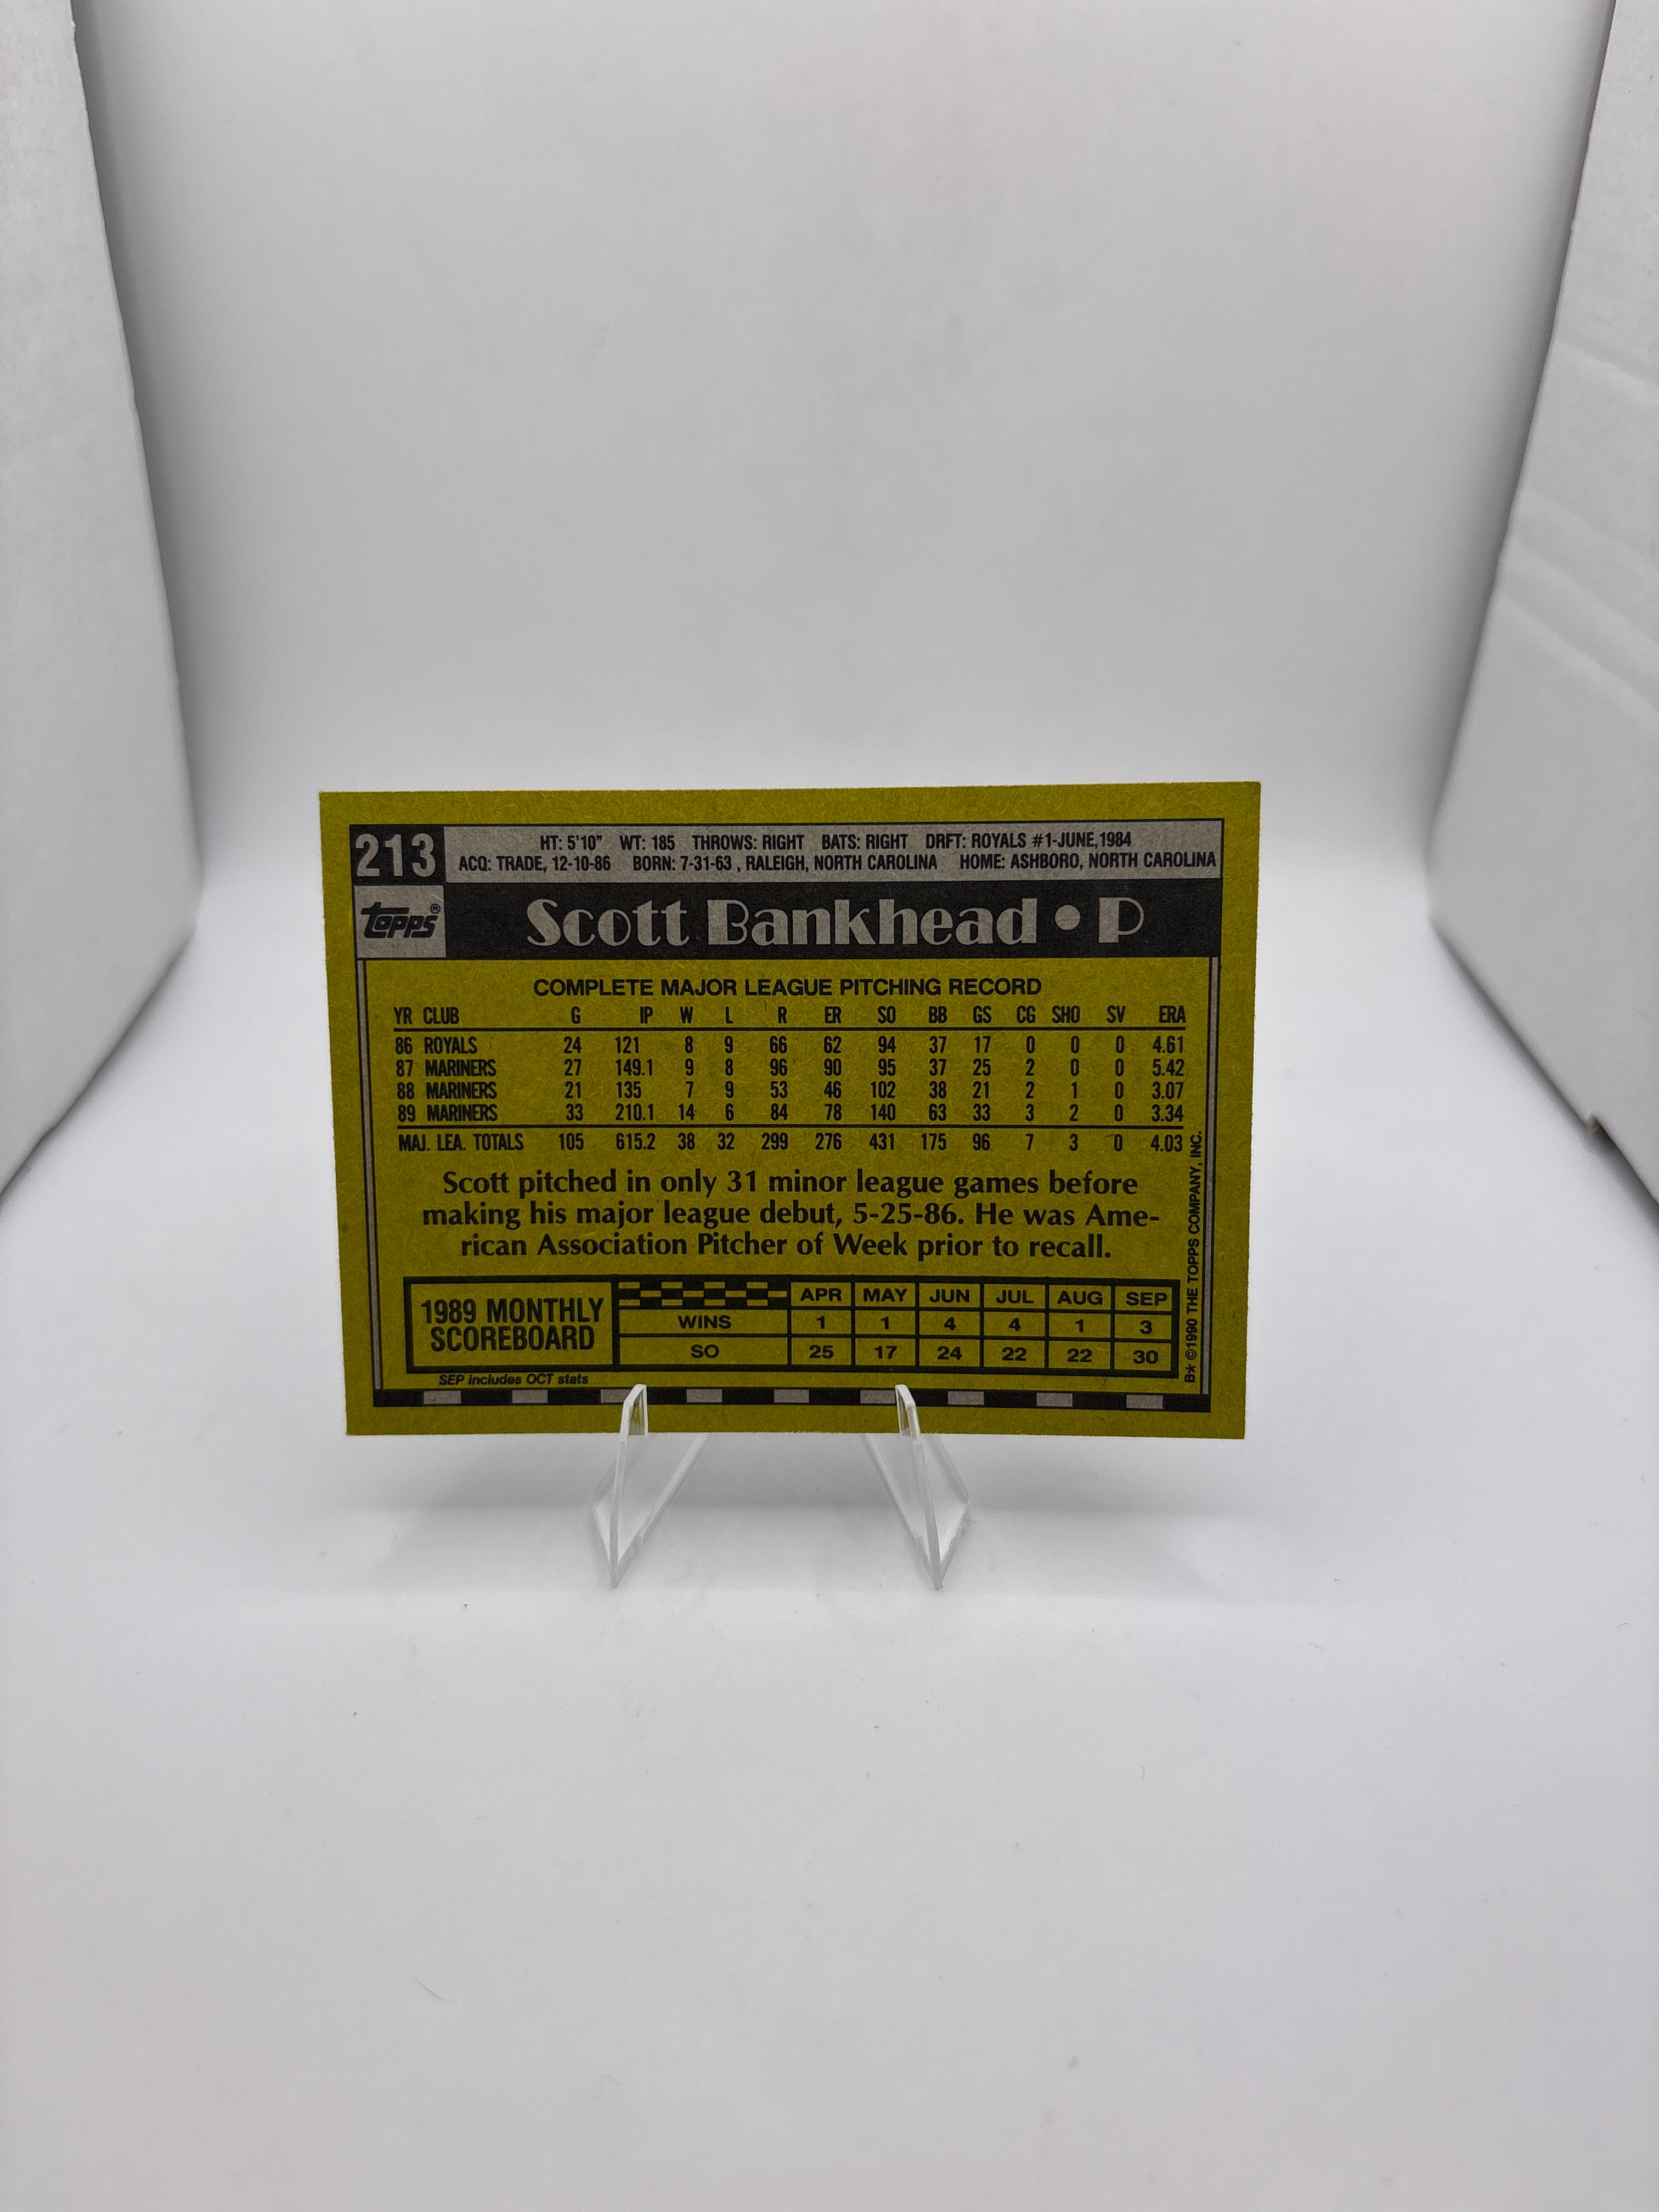 213
HT: 5'10" WT: 185 THROWS: RIGHT BATS: RIGHT DRFT: ROYALS #1-JUNE,1984
ACQ: TRADE, 12-10-86 BORN: 7-31-63 , RALEIGH, NORTH CAROLINA HOME: ASHBORO, NORTH CAROLINA
topps®
Scott Bankhead • P
COMPLETE MAJOR LEAGUE PITCHING RECORD
YR CLUB G IP W L R ER SO BB GS CG SHO SV ERA
86 ROYALS 24 121 8 9 66 62 94 37 17 0 0 0 4.61
87 MARINERS 27 149.1 9 8 96 90 95 37 25 2 0 0 5.42
88 MARINERS 21 135 7 9 53 46 102 38 21 2 1 0 3.07
89 MARINERS 33 210.1 14 6 84 78 140 63 33 3 2 0 3.34
MAJ. LEA. TOTALS 105 615.2 38 32 299 276 431 175 96 7 3 0 4.03
Scott pitched in only 31 minor league games before
making his major league debut, 5-25-86. He was Ame-
rican Association Pitcher of Week prior to recall.
1989 MONTHLY
SCOREBOARD
APR MAY JUN JUL AUG SEP
WINS 1 1 4 4 1 3
SO 25 17 24 22 22 30
SEP includes OCT stats
B* ©1990 THE TOPPS COMPANY, INC.